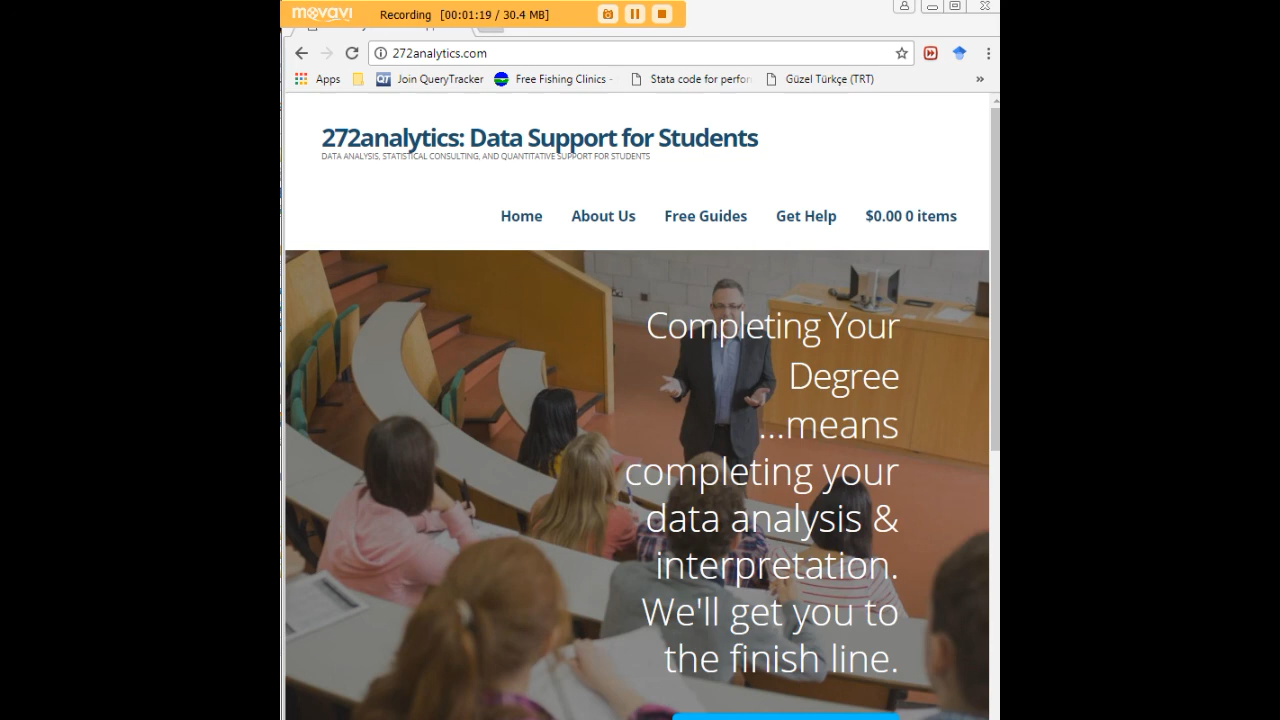 movavi Recording [00:01:19 / 30.4 MB]
272analytics.com
Apps QT Join QueryTracker Free Fishing Clinics - Stata code for perfor Güzel Türkçe (TRT) »
272analytics: Data Support for Students
DATA ANALYSIS, STATISTICAL CONSULTING, AND QUANTITATIVE SUPPORT FOR STUDENTS
Home About Us Free Guides Get Help $0.00 0 items
Completing Your
Degree
...means
completing your
data analysis &
interpretation.
We'll get you to
the finish line.